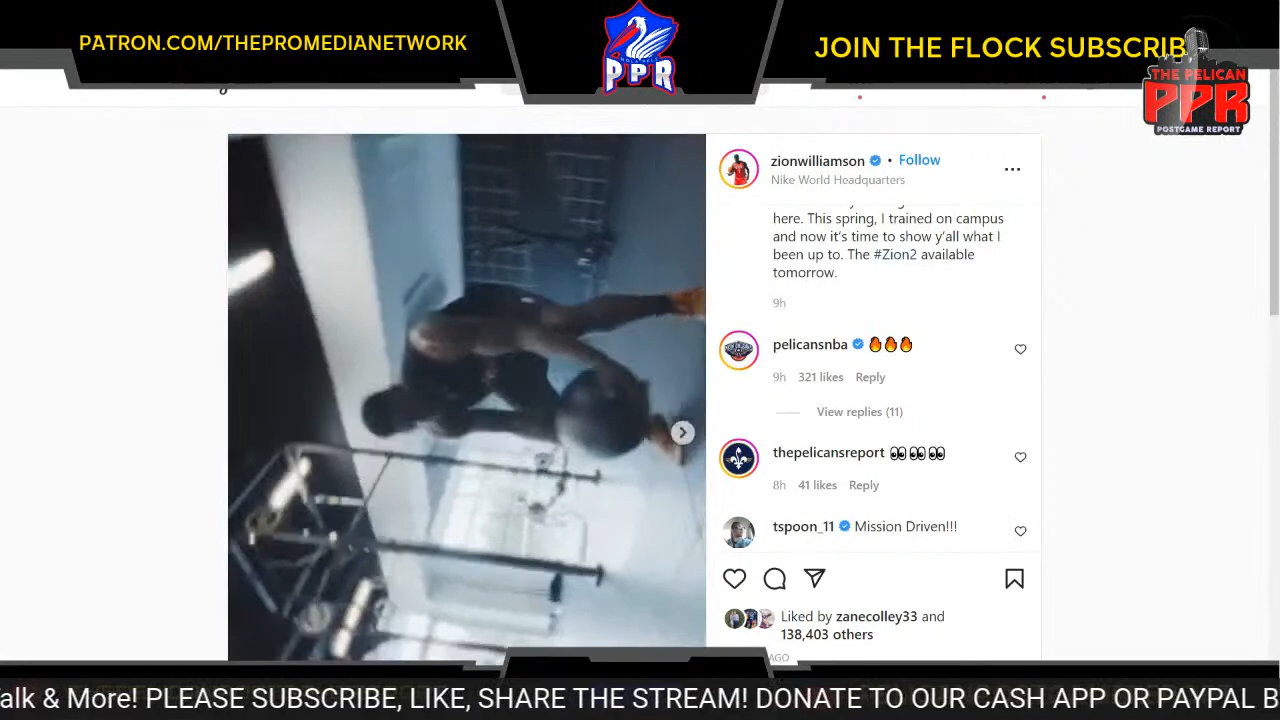 PATRON.COM/THEPROMEDIANETWORK
NOLA PELS
PPR
JOIN THE FLOCK SUBSCRIB
THE PELICAN
PPR
POSTGAME REPORT
zionwilliamson • Follow
Nike World Headquarters
...
here. This spring, I trained on campus
and now it's time to show y'all what I
been up to. The #Zion2 available
tomorrow.
9h
pelicansnba 🔥🔥🔥
9h 321 likes Reply
View replies (11)
thepelicansreport 👀👀👀
8h 41 likes Reply
tspoon_11 Mission Driven!!!
Liked by zanecolley33 and
138,403 others
AGO
alk & More! PLEASE SUBSCRIBE, LIKE, SHARE THE STREAM! DONATE TO OUR CASH APP OR PAYPAL B